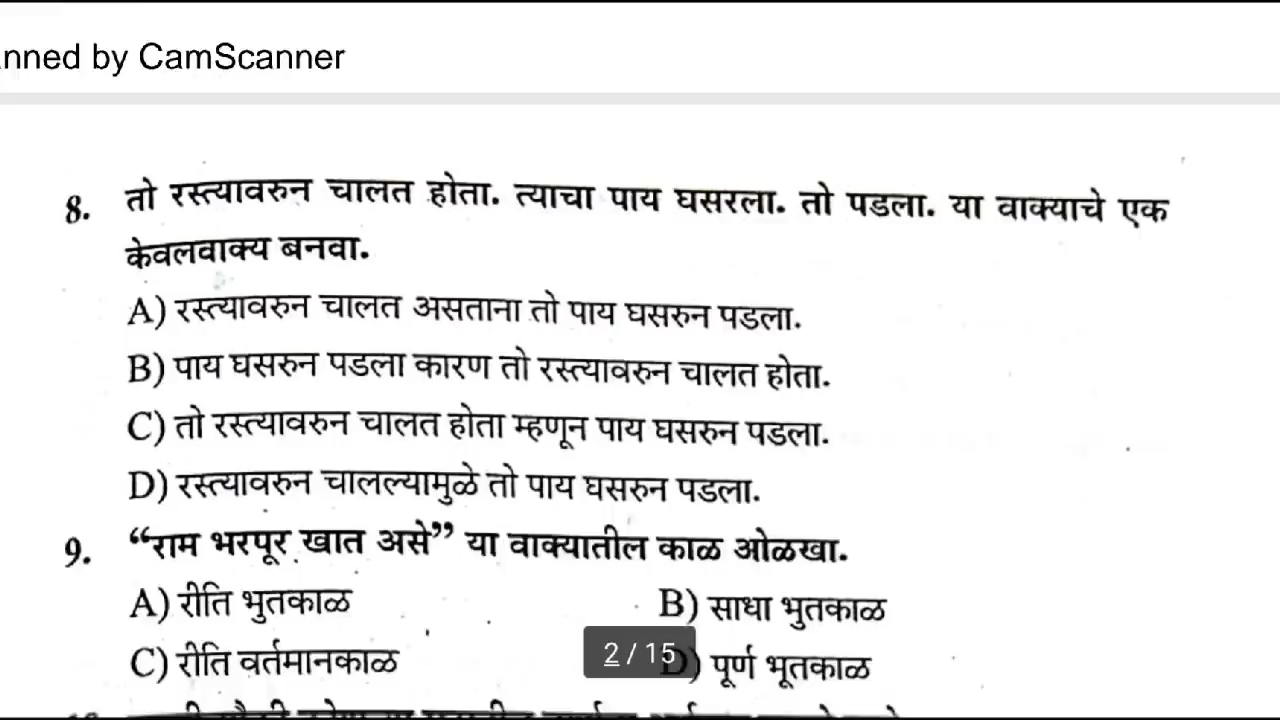 nned by CamScanner
8. तो रस्त्यावरुन चालत होता. त्याचा पाय घसरला. तो पडला. या वाक्याचे एक
केवलवाक्य बनवा.
A) रस्त्यावरुन चालत असताना तो पाय घसरुन पडला.
B) पाय घसरुन पडला कारण तो रस्त्यावरुन चालत होता.
C) तो रस्त्यावरुन चालत होता म्हणून पाय घसरुन पडला.
D) रस्त्यावरुन चालल्यामुळे तो पाय घसरुन पडला.
9. “राम भरपूर खात असे” या वाक्यातील काळ ओळखा.
A) रीति भुतकाळ B) साधा भुतकाळ
C) रीति वर्तमानकाळ D) पूर्ण भूतकाळ
2 / 15